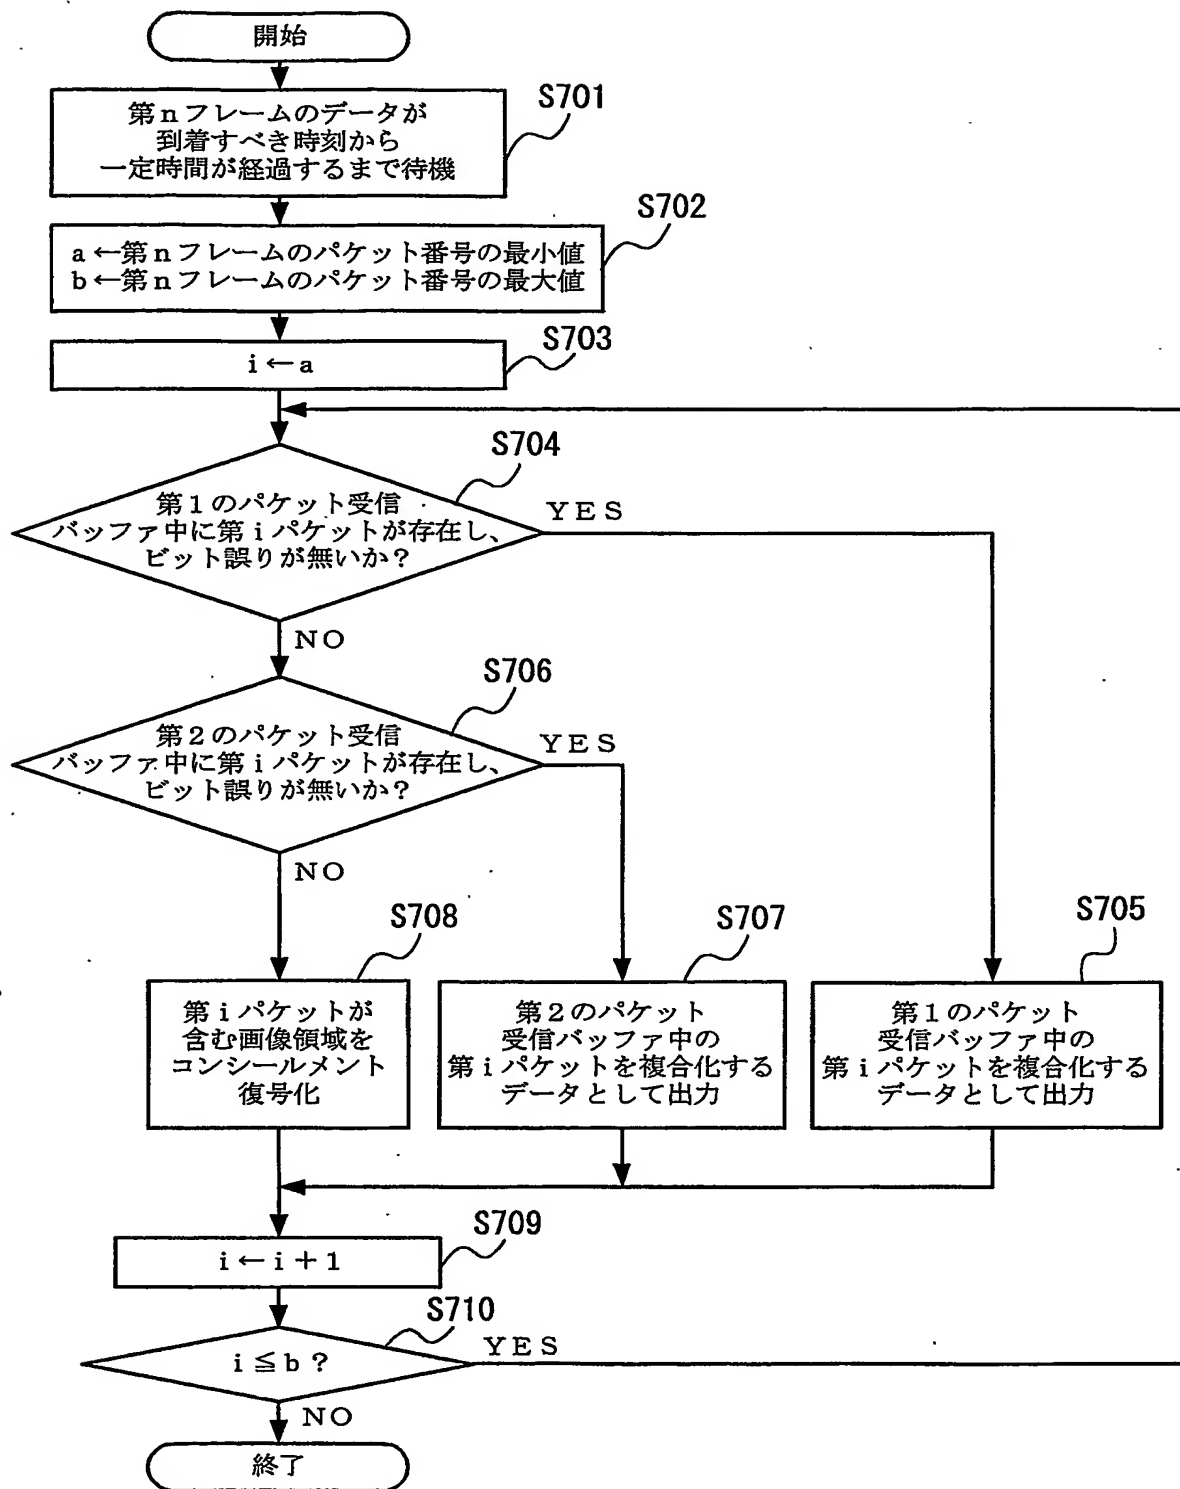 開始
S701
第nフレームのデータが
到着すべき時刻から
一定時間が経過するまで待機
S702
a←第nフレームのパケット番号の最小値
b←第nフレームのパケット番号の最大値
S703
i←a
S704
第1のパケット受信
バッファ中に第iパケットが存在し、
ビット誤りが無いか?
YES
NO
S706
第2のパケット受信
バッファ中に第iパケットが存在し、
ビット誤りが無いか?
YES
NO
S708
第iパケットが
含む画像領域を
コンシールメント
復号化
S707
第2のパケット
受信バッファ中の
第iパケットを複合化する
データとして出力
S705
第1のパケット
受信バッファ中の
第iパケットを複合化する
データとして出力
S709
i←i+1
S710
i≦b?
YES
NO
終了